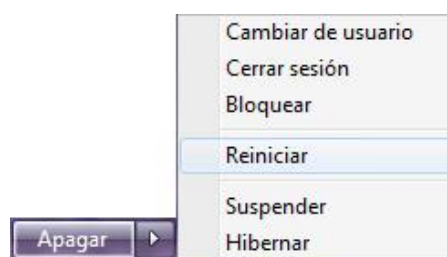 Cambiar de usuario
Cerrar sesión
Bloquear
Reiniciar
Suspender
Apagar
Hibernar